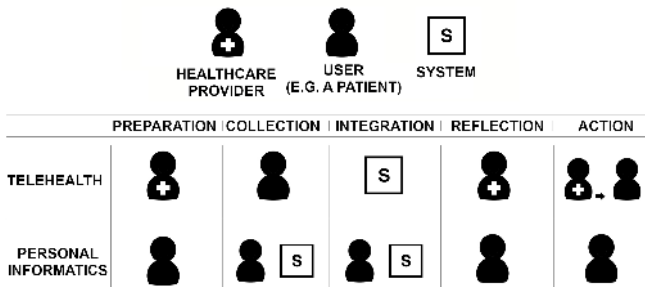 S
HEALTHCARE
PROVIDER
USER
(E.G. A PATIENT)
SYSTEM
PREPARATION COLLECTION INTEGRATION REFLECTION ACTION
TELEHEALTH
S
PERSONAL
INFORMATICS
S
S